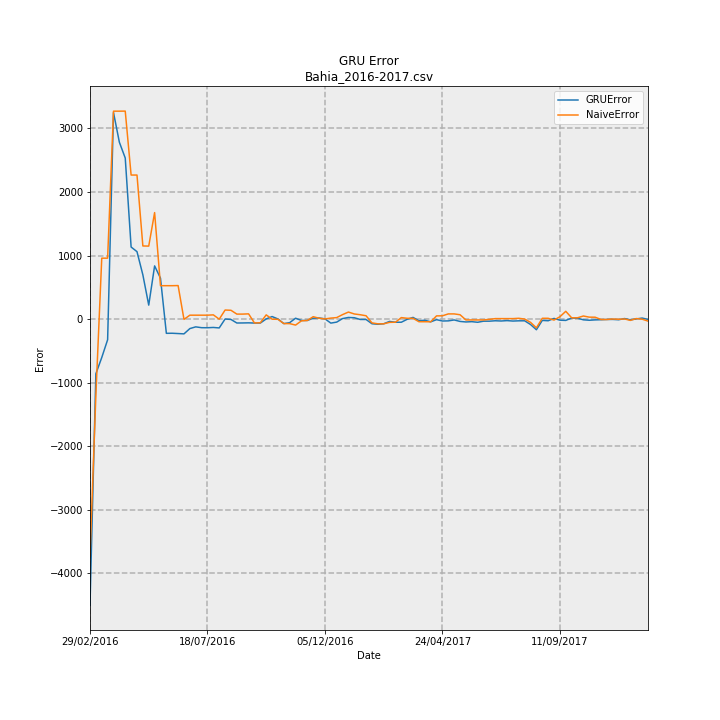 GRU Error
Bahia_2016-2017.csv
GRUError
NaiveError
3000
2000
1000
0
−1000
−2000
−3000
−4000
Error
29/02/2016
18/07/2016
05/12/2016
24/04/2017
11/09/2017
Date